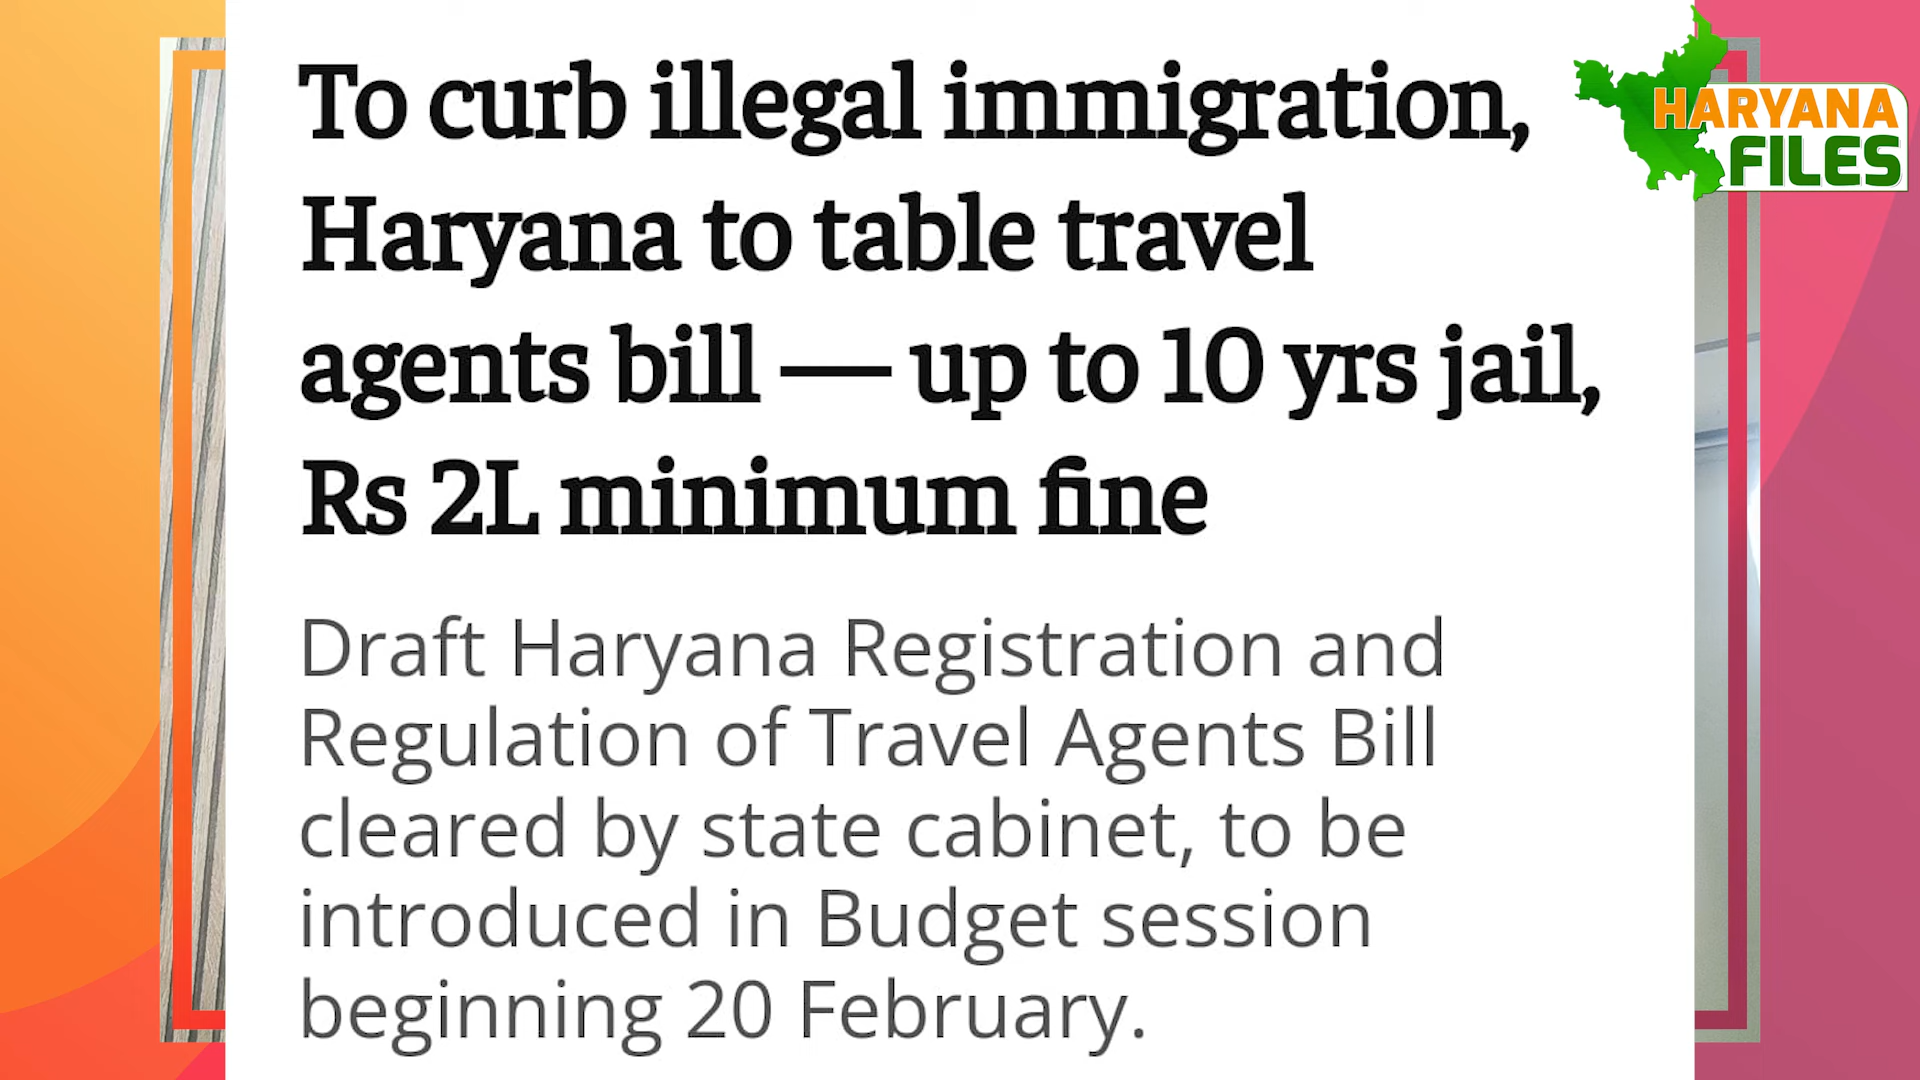 HARYANA
FILES
To curb illegal immigration,
Haryana to table travel
agents bill — up to 10 yrs jail,
Rs 2L minimum fine
Draft Haryana Registration and
Regulation of Travel Agents Bill
cleared by state cabinet, to be
introduced in Budget session
beginning 20 February.